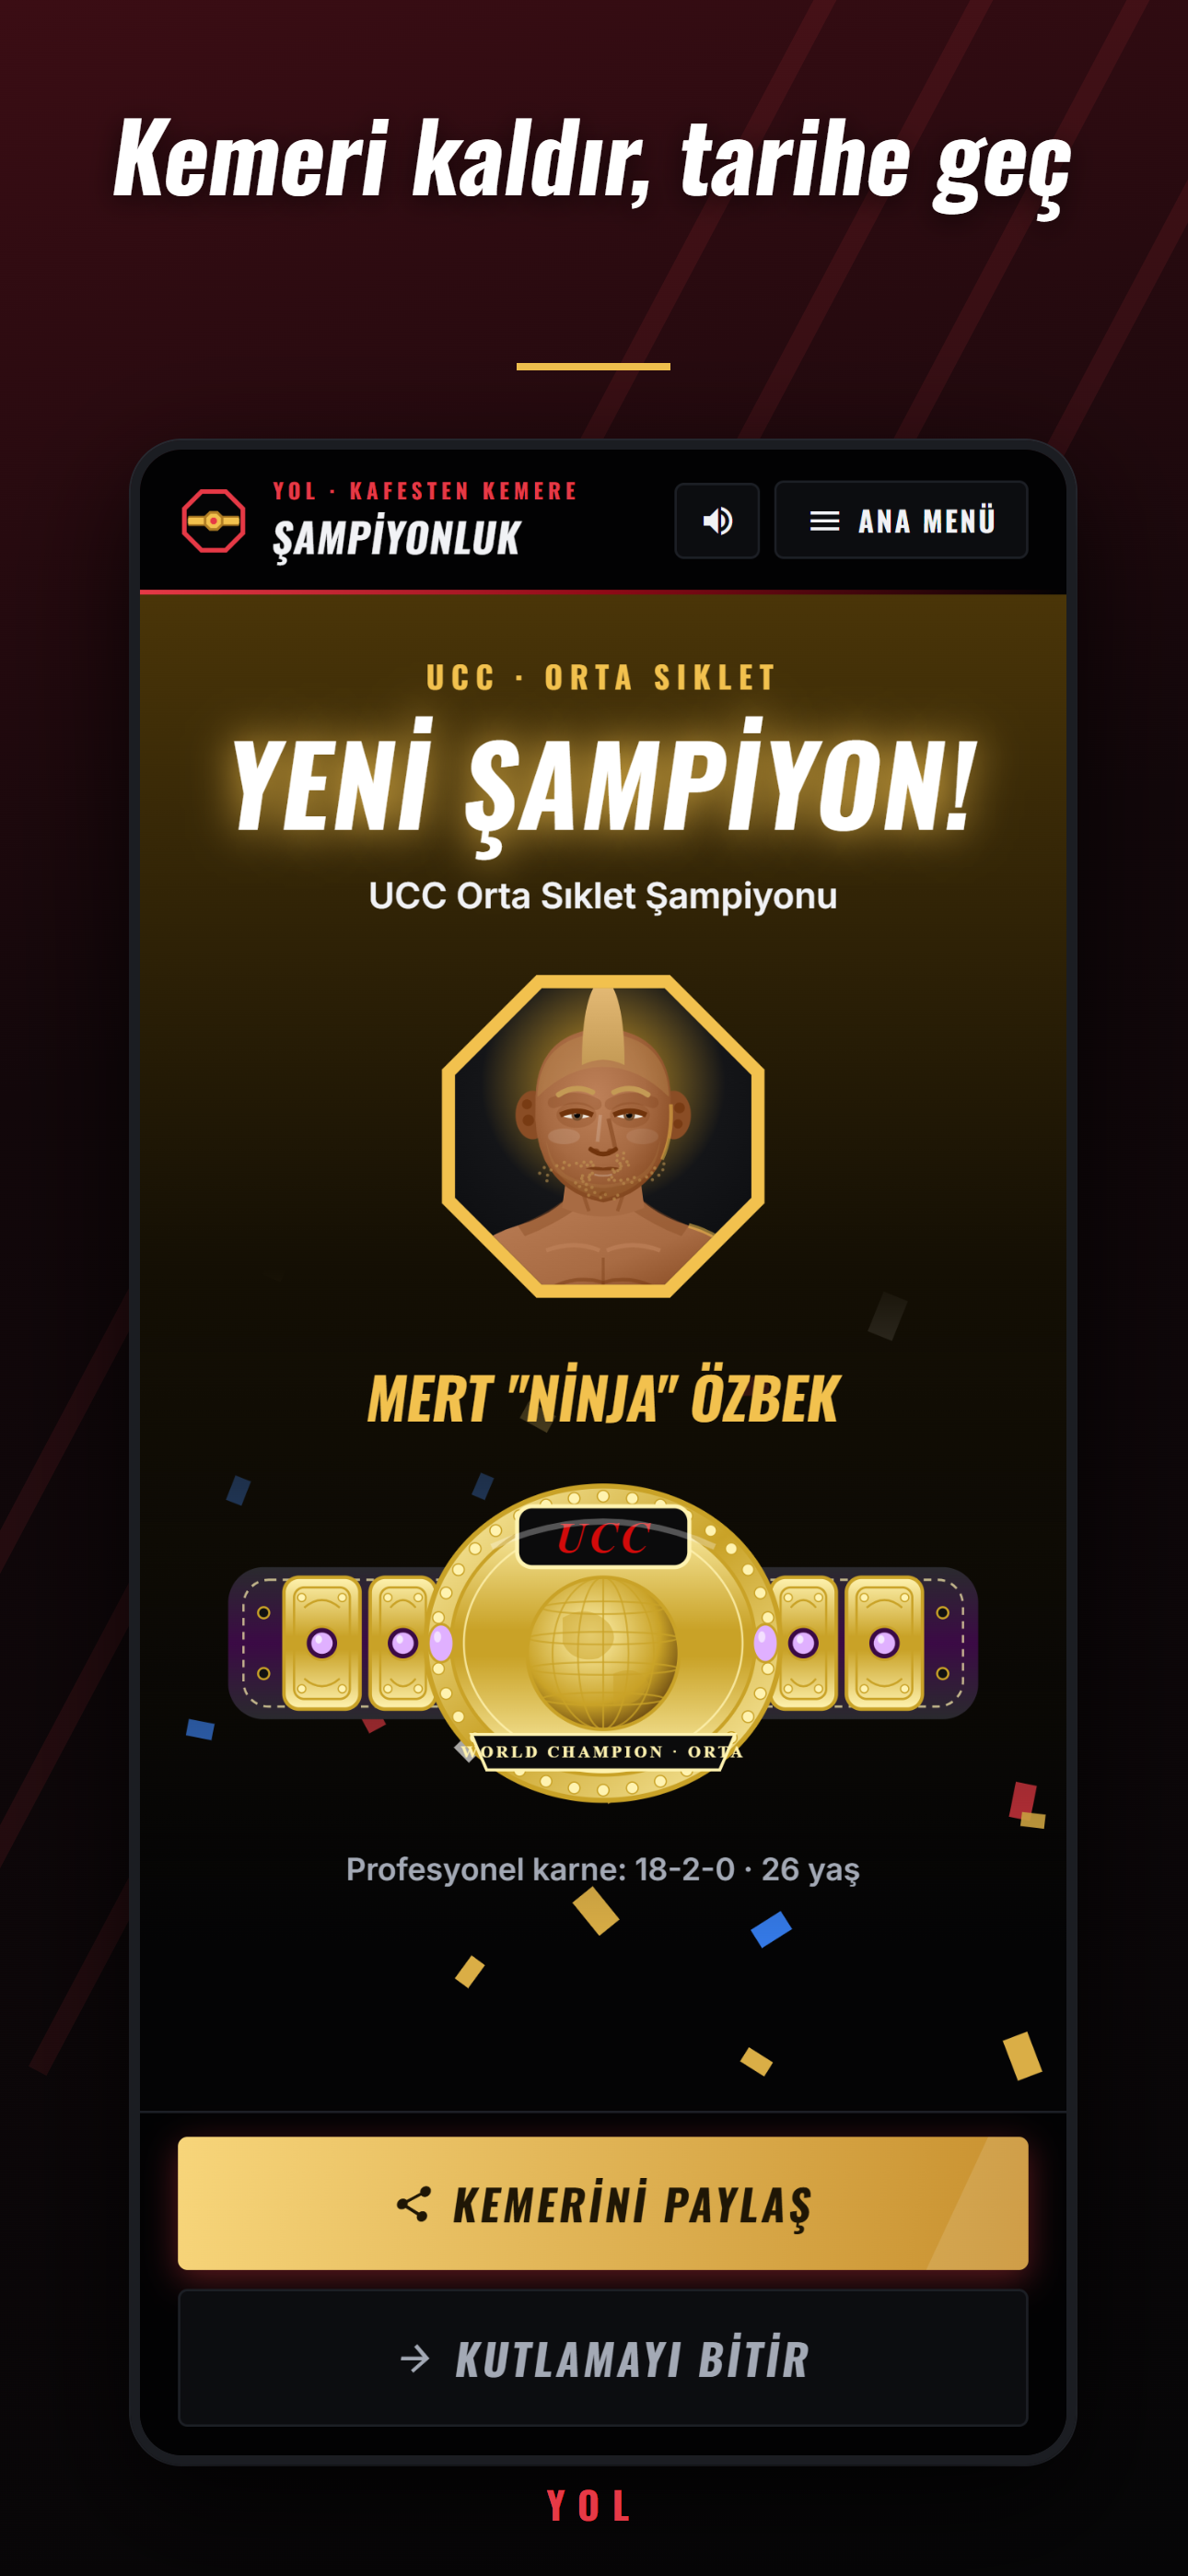 Kemeri kaldır, tarihe geç
YOL · KAFESTEN KEMERE
ŞAMPİYONLUK
ANA MENÜ
UCC · ORTA SIKLET
YENİ ŞAMPİYON!
UCC Orta Sıklet Şampiyonu
MERT "NİNJA" ÖZBEK
UCC
WORLD CHAMPION · ORTA
Profesyonel karne: 18-2-0 · 26 yaş
KEMERİNİ PAYLAŞ
KUTLAMAYI BİTİR
YOL